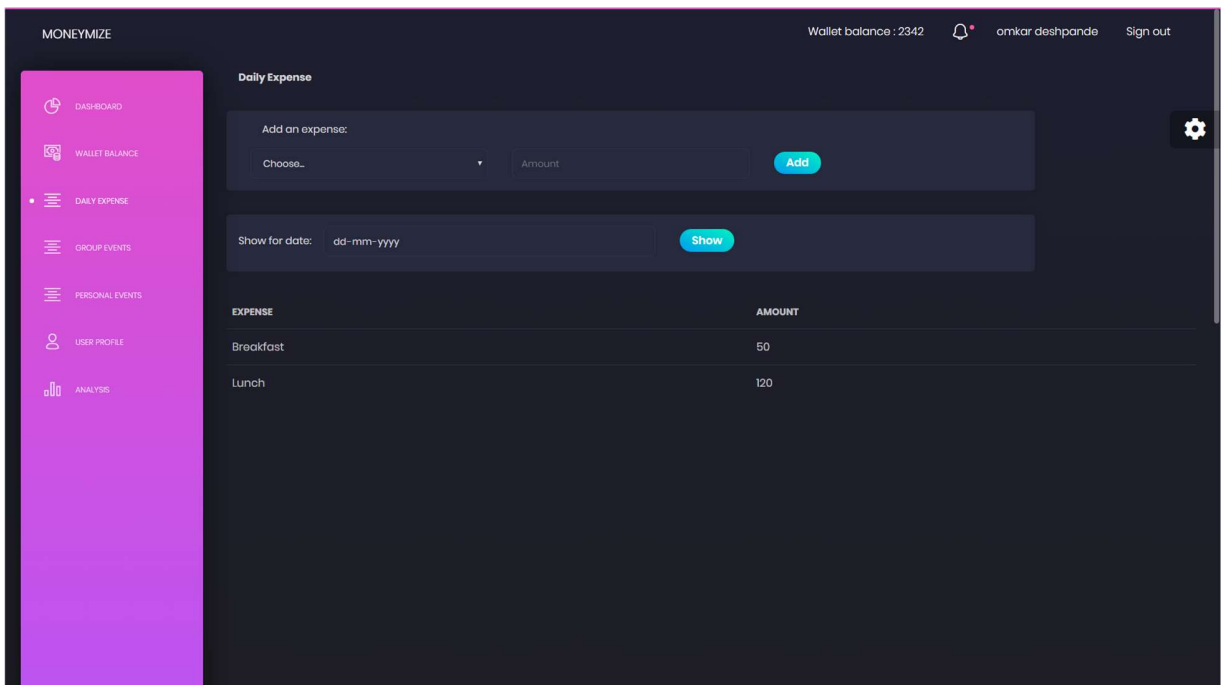 MONEYMIZE
Wallet balance : 2342
omkar deshpande
Sign out
DASHBOARD
WALLET BALANCE
DAILY EXPENSE
GROUP EVENTS
PERSONAL EVENTS
USER PROFILE
ANALYSIS
Daily Expense
Add an expense:
Choose...
Amount
Add
Show for date:
dd-mm-yyyy
Show
EXPENSE AMOUNT
Breakfast 50
Lunch 120